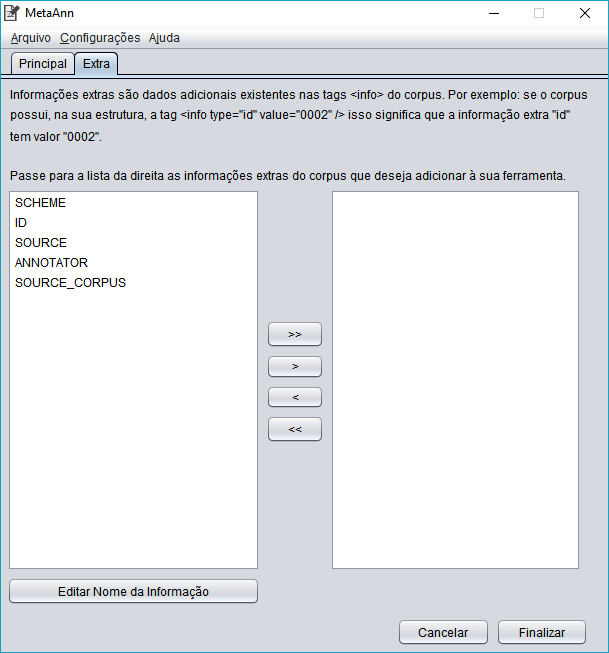 MetaAnn
Arquivo Configurações Ajuda
Principal Extra
Informações extras são dados adicionais existentes nas tags <info> do corpus. Por exemplo: se o corpus
possui, na sua estrutura, a tag <info type="id" value="0002" /> isso significa que a informação extra "id"
tem valor "0002".
Passe para a lista da direita as informações extras do corpus que deseja adicionar à sua ferramenta.
SCHEME
ID
SOURCE
ANNOTATOR
SOURCE_CORPUS
>>
>
<
<<
Editar Nome da Informação
Cancelar Finalizar